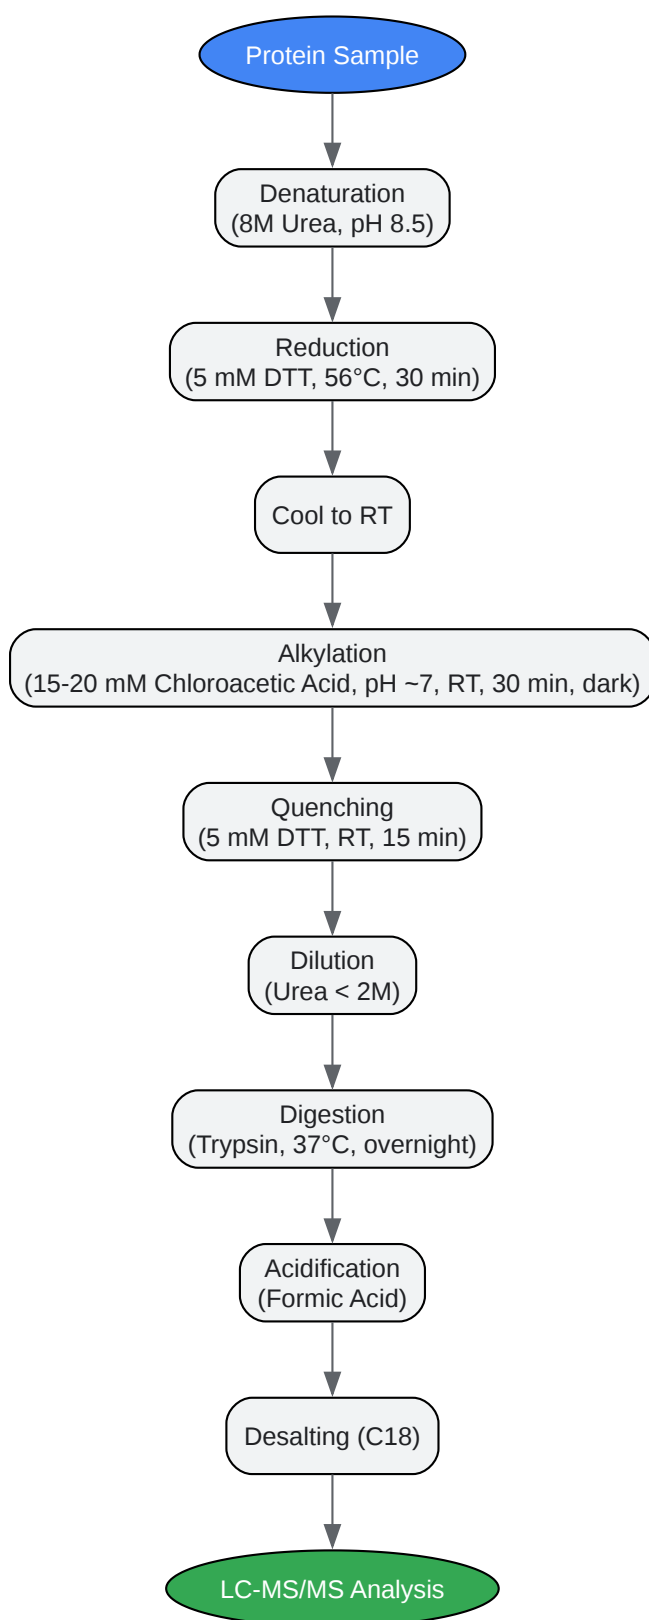 Protein Sample
Denaturation
(8M Urea, pH 8.5)
Reduction
(5 mM DTT, 56°C, 30 min)
Cool to RT
Alkylation
(15-20 mM Chloroacetic Acid, pH ~7, RT, 30 min, dark)
Quenching
(5 mM DTT, RT, 15 min)
Dilution
(Urea < 2M)
Digestion
(Trypsin, 37°C, overnight)
Acidification
(Formic Acid)
Desalting (C18)
LC-MS/MS Analysis